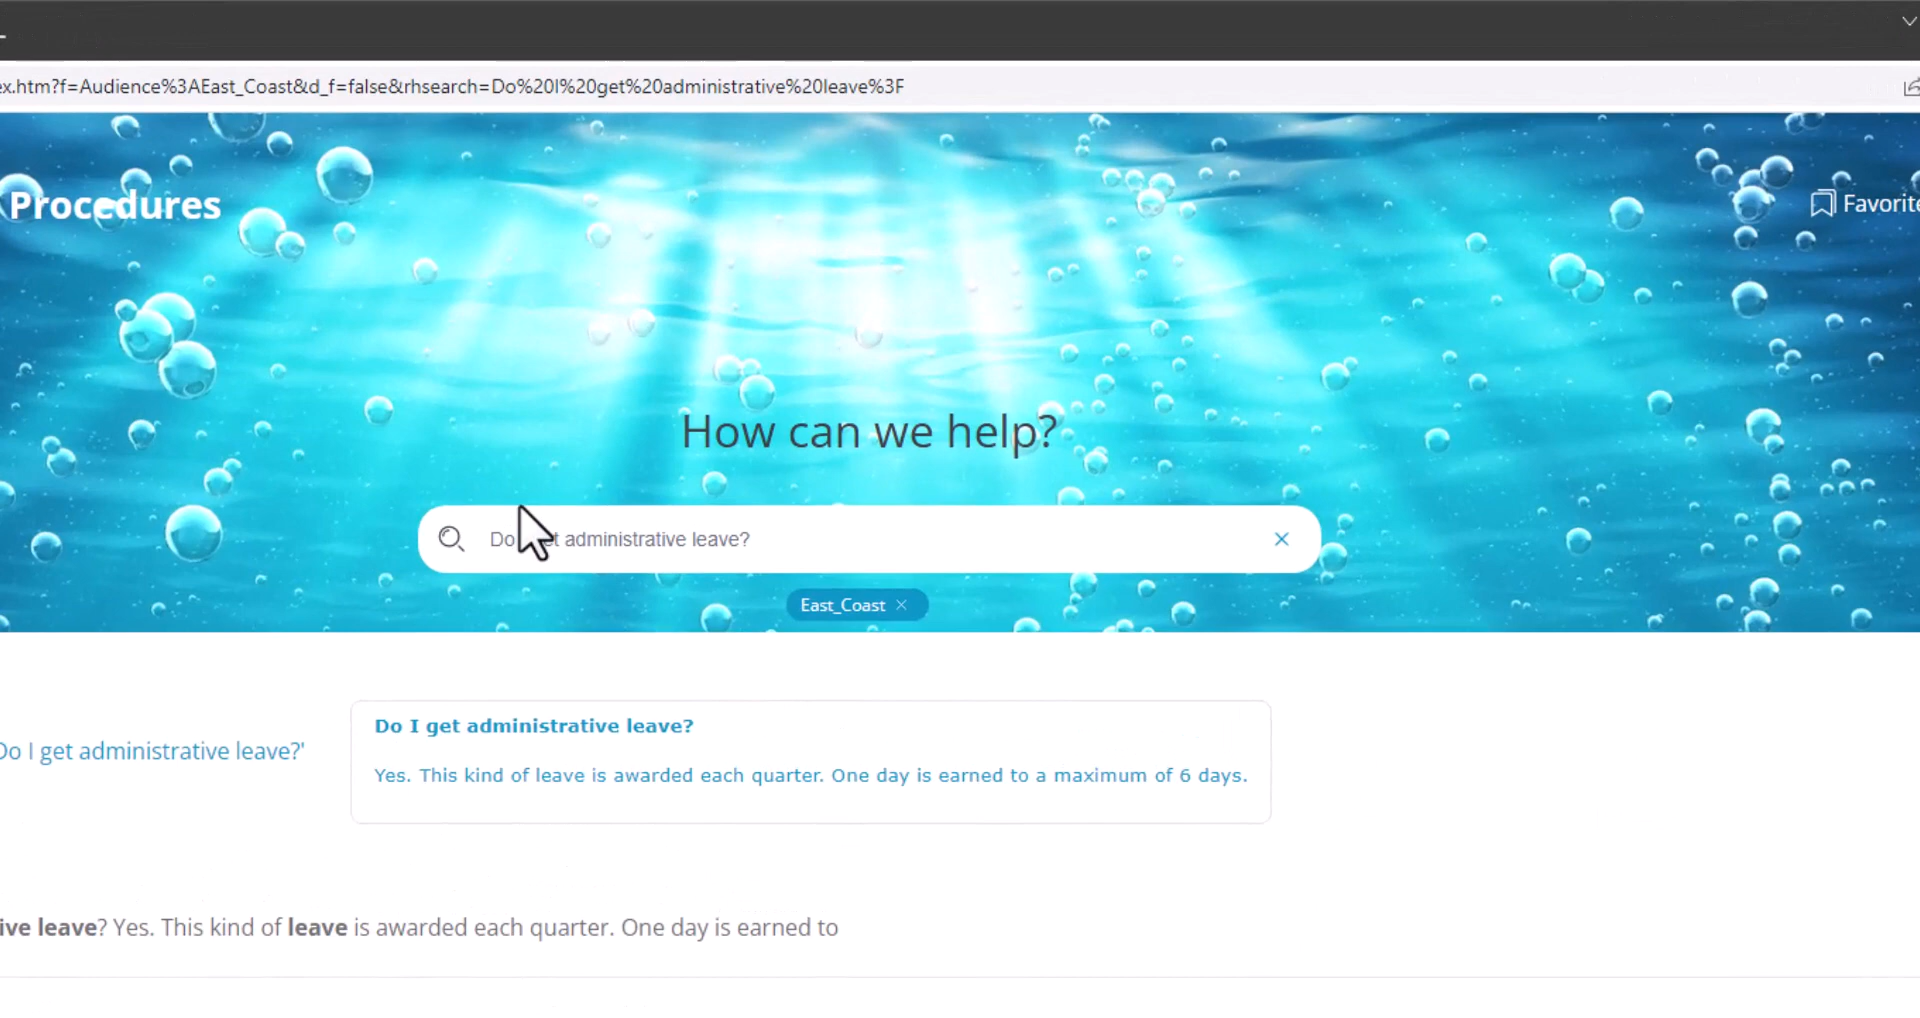 ex.htm?f=Audience%3AEast_Coast&d_f=false&rhsearch=Do%20I%20get%20administrative%20leave%3F
Procedures
Favorite
How can we help?
Do administrative leave?
East_Coast
Do I get administrative leave?
Yes. This kind of leave is awarded each quarter. One day is earned to a maximum of 6 days.
Do I get administrative leave?'
ive leave? Yes. This kind of leave is awarded each quarter. One day is earned to